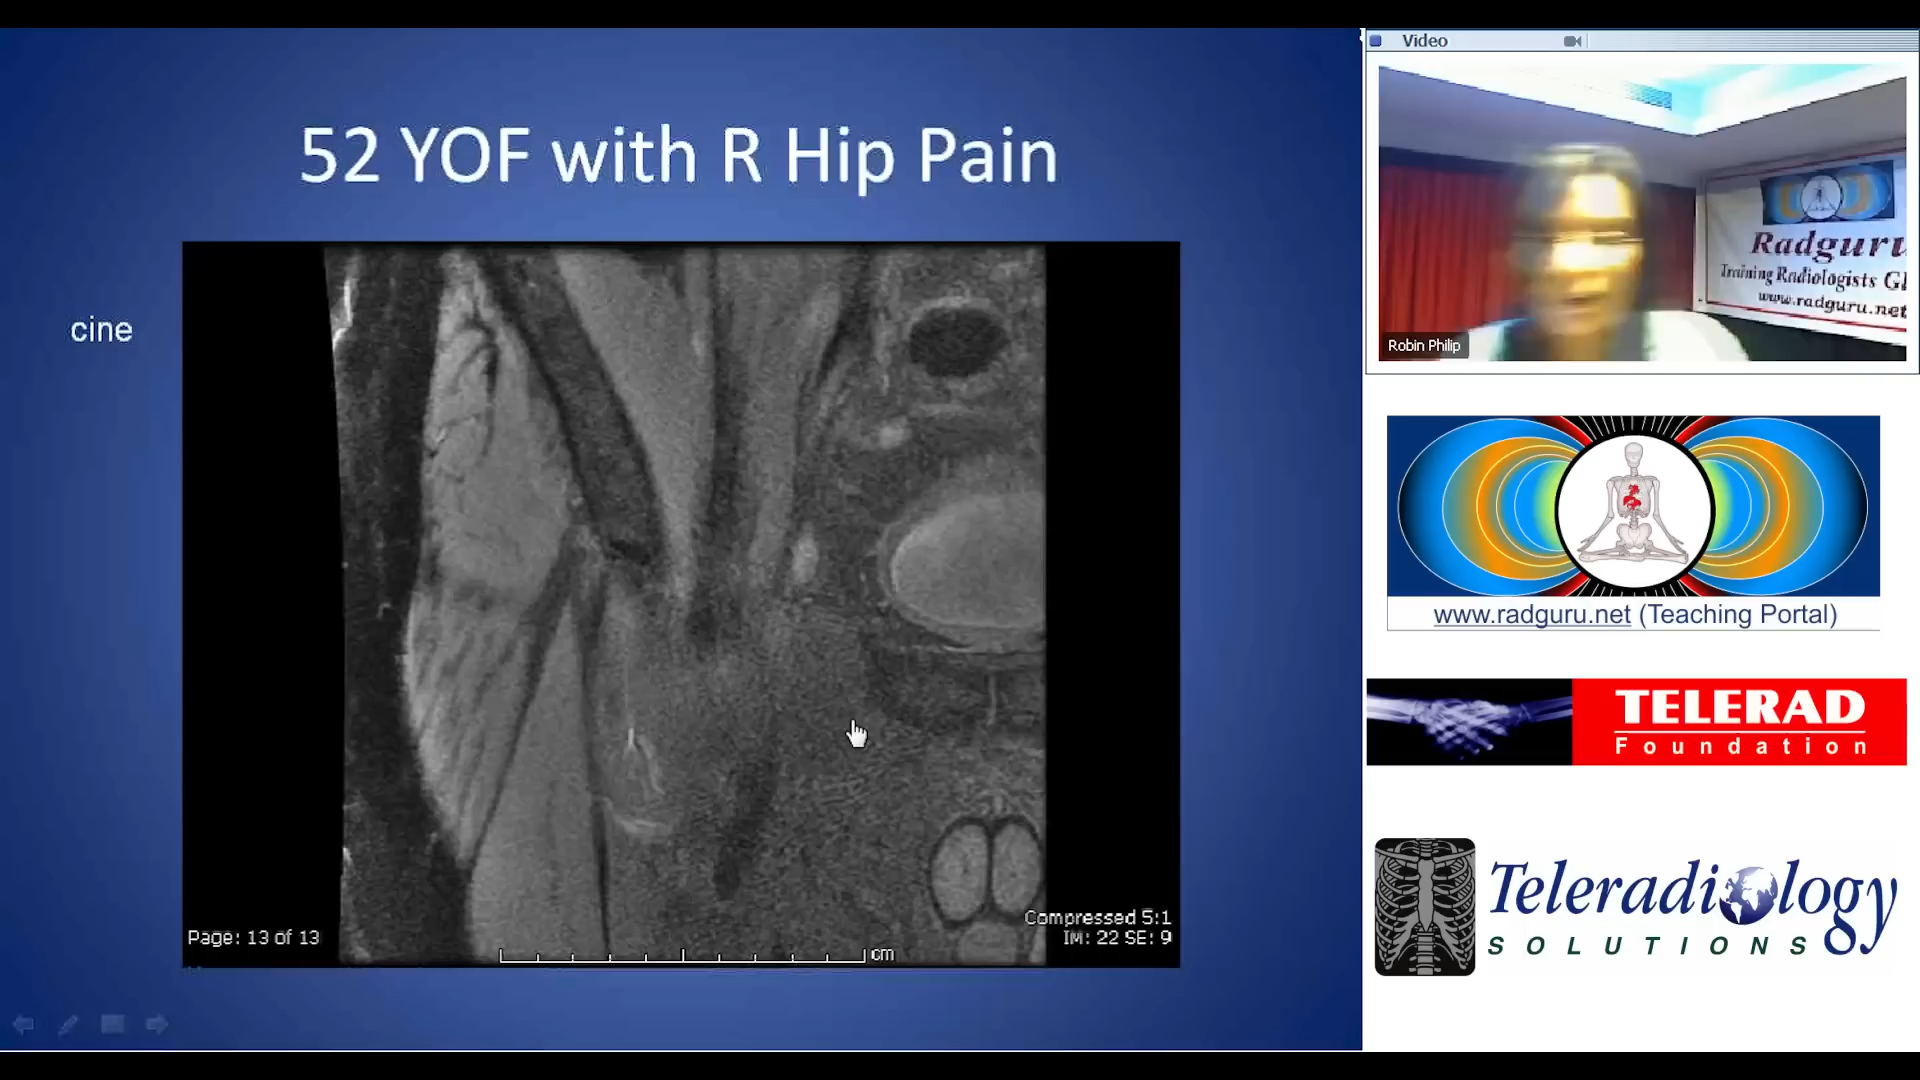 52 YOF with R Hip Pain
cine
Page: 13 of 13
Compressed 5:1
IM: 22 SE: 9
cm
Video
Radguru
Training Radiologists Gl
www.radguru.net
Robin Philip
www.radguru.net (Teaching Portal)
TELERAD
Foundation
Teleradiology
SOLUTIONS